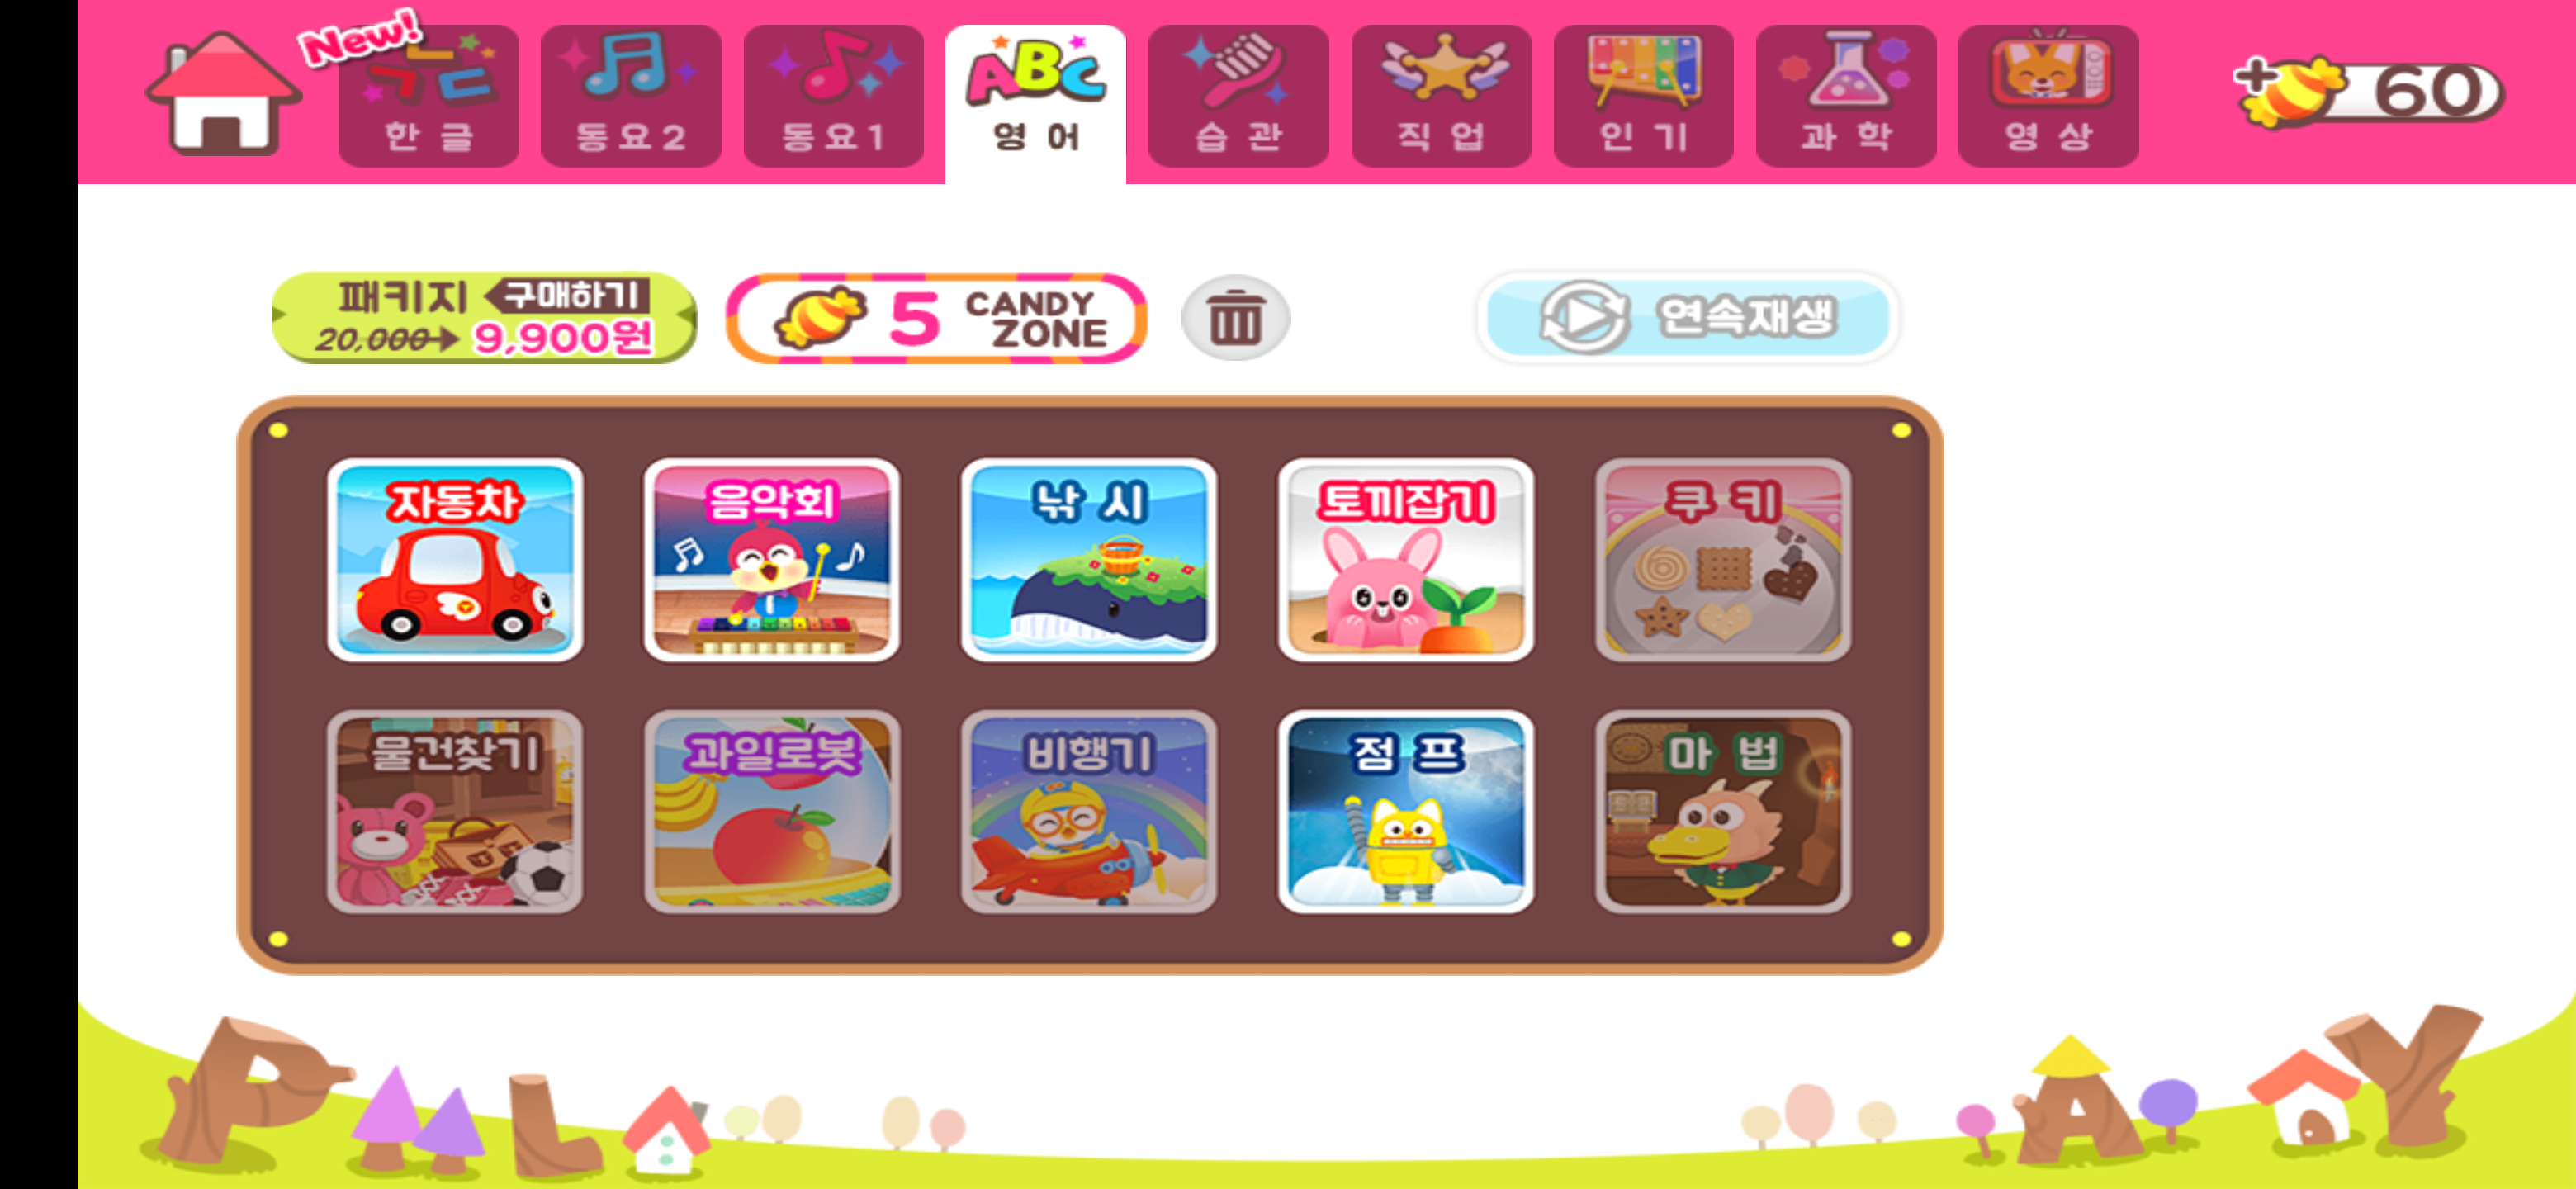 New!
한글
동요2
동요1
ABC
영어
습관
직업
인기
과학
영상
60
패키지 구매하기
20,000 9,900원
5 CANDY ZONE
연속재생
자동차
음악회
낚시
토끼잡기
쿠키
물건찾기
과일로봇
비행기
점프
마법
PLAY